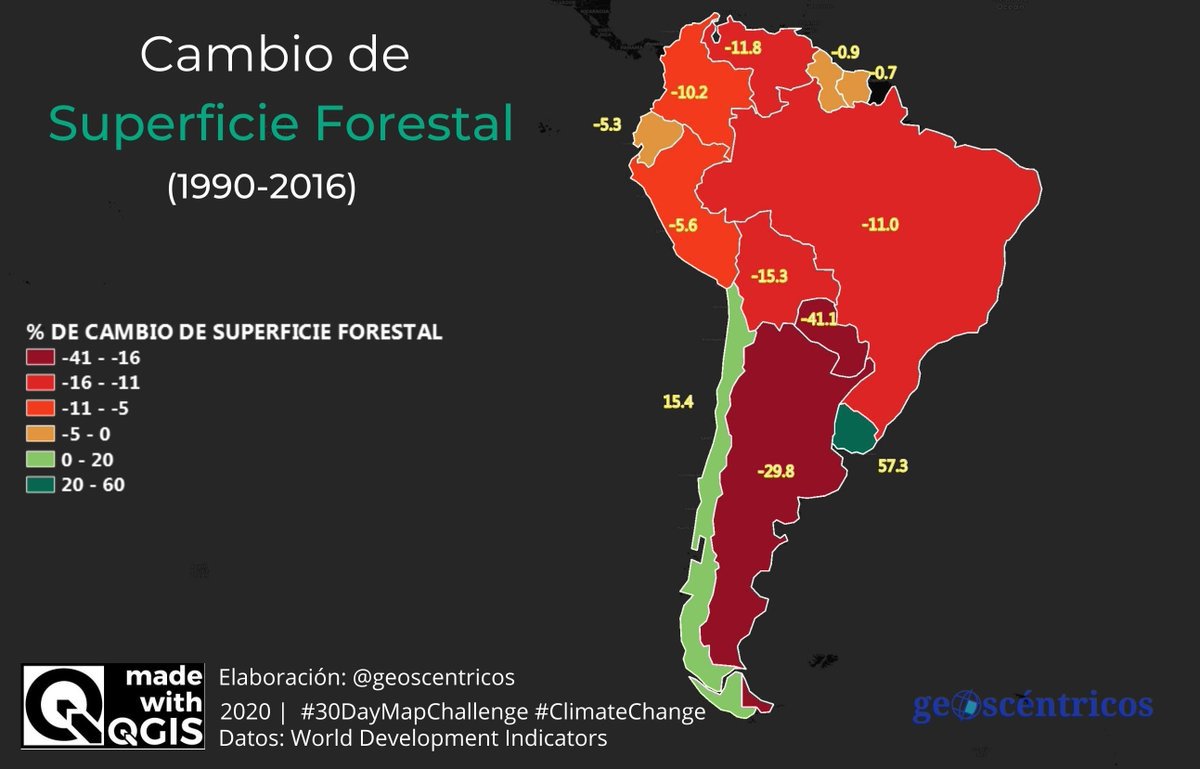 Cambio de
Superficie Forestal
(1990-2016)
-11.8
-0.9
-0.7
-10.2
-5.3
-5.6
-11.0
-15.3
-41.1
15.4
-29.8
57.3
% DE CAMBIO DE SUPERFICIE FORESTAL
-41 - -16
-16 - -11
-11 - -5
-5 - 0
0 - 20
20 - 60
made
with
QGIS
Elaboración: @geoscentricos
2020 | #30DayMapChallenge #ClimateChange
Datos: World Development Indicators
geoscéntricos